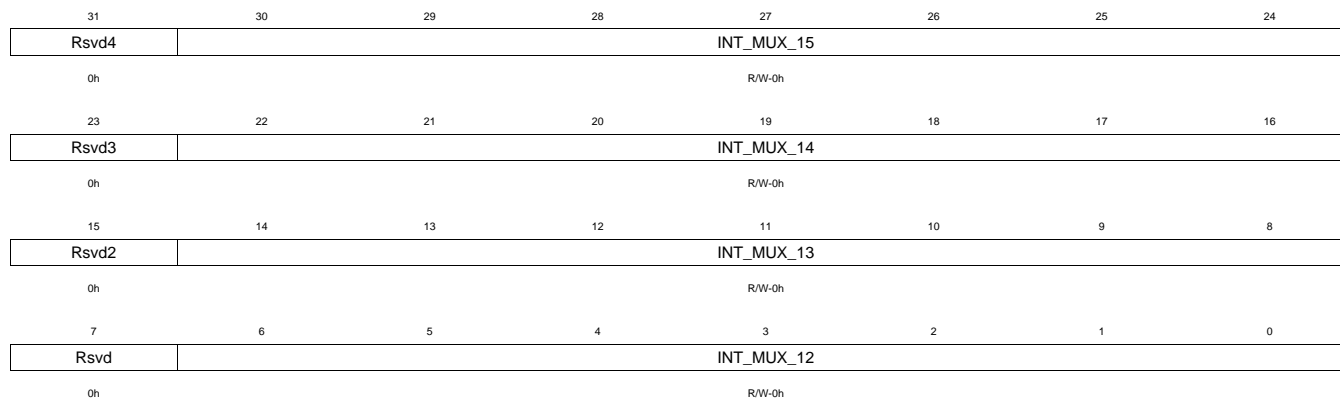 31 30 29 28 27 26 25 24
Rsvd4 INT_MUX_15
0h R/W-0h
23 22 21 20 19 18 17 16
Rsvd3 INT_MUX_14
0h R/W-0h
15 14 13 12 11 10 9 8
Rsvd2 INT_MUX_13
0h R/W-0h
7 6 5 4 3 2 1 0
Rsvd INT_MUX_12
0h R/W-0h